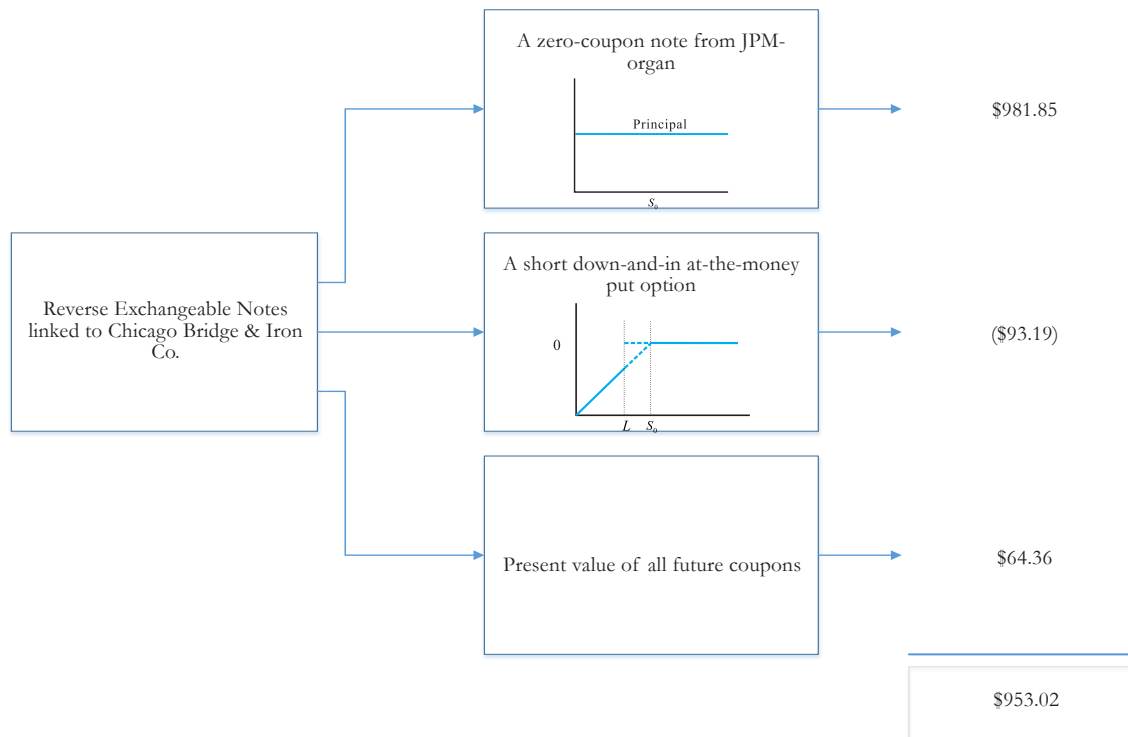 A zero-coupon note from JPM-
organ
Principal
S₀
$981.85
Reverse Exchangeable Notes
linked to Chicago Bridge & Iron
Co.
A short down-and-in at-the-money
put option
0
L S₀
($93.19)
Present value of all future coupons
$64.36
$953.02